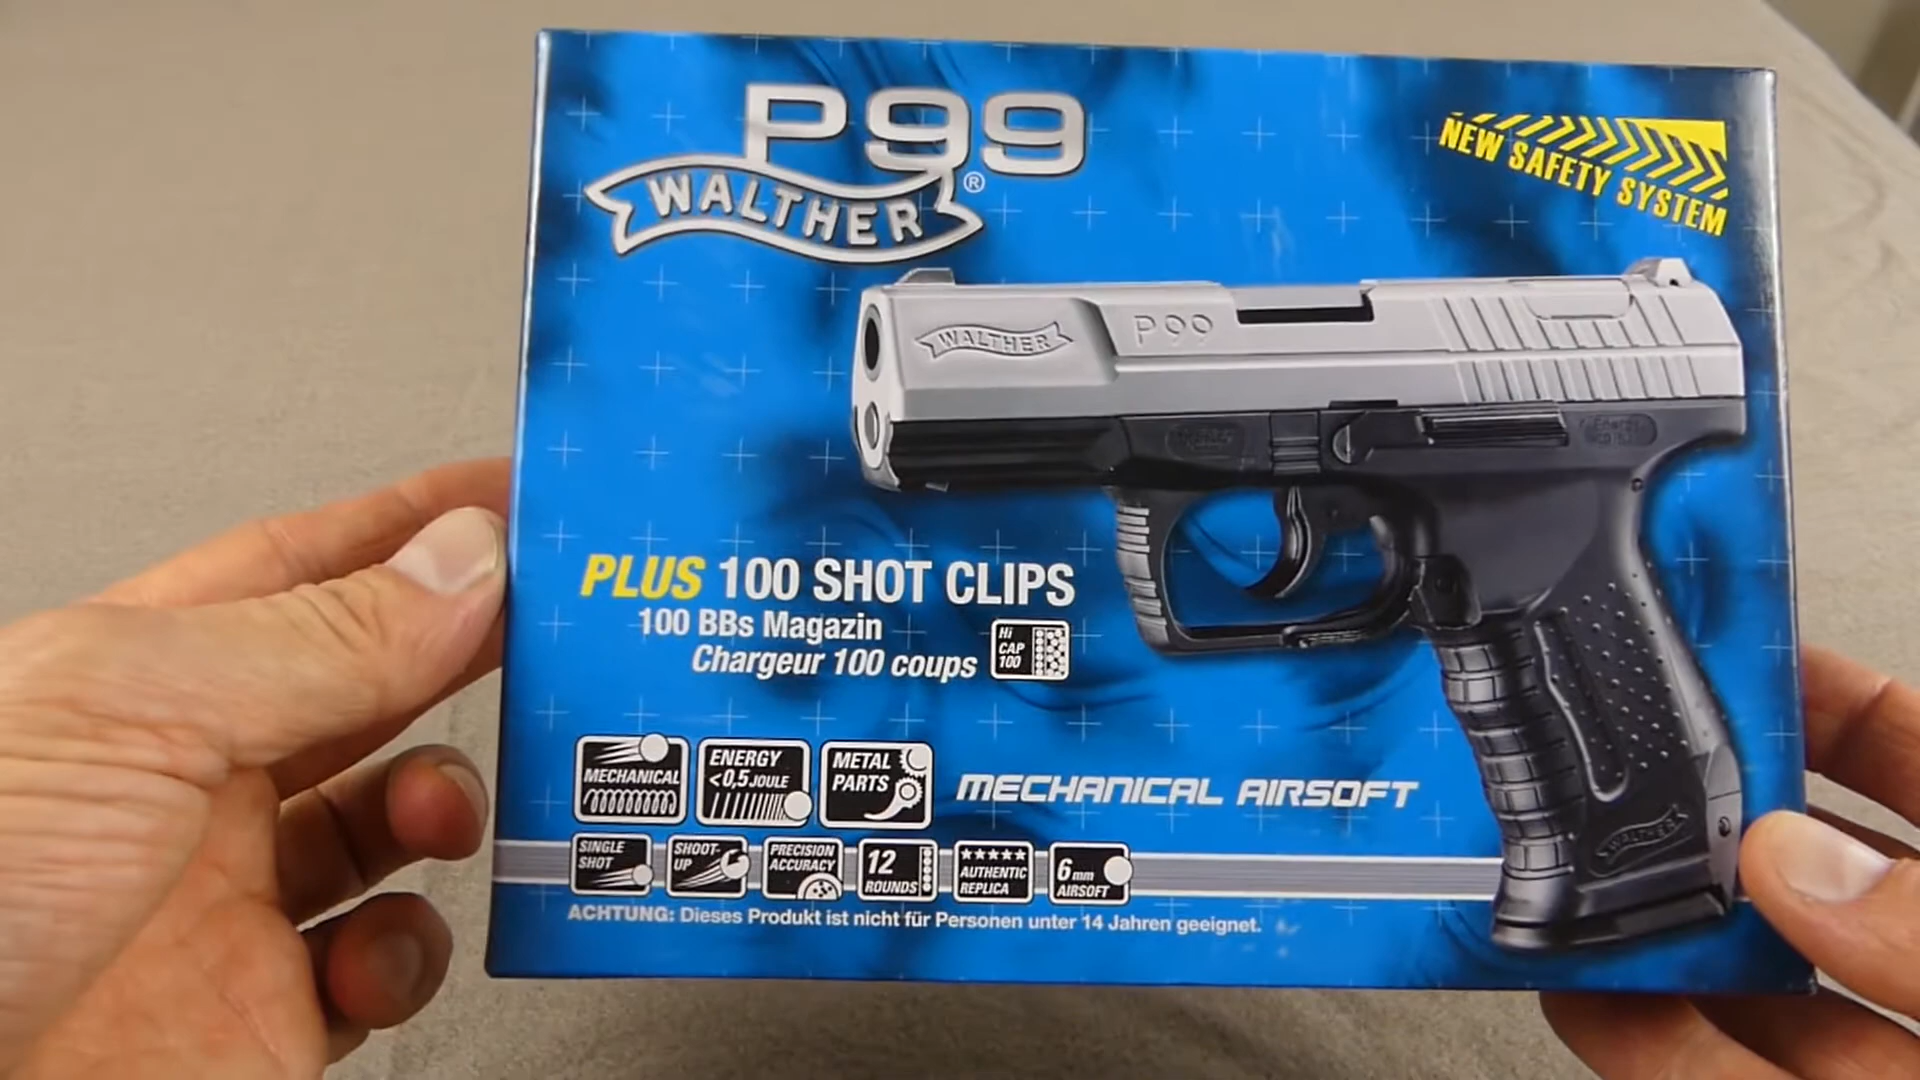 P99
WALTHER®
NEW SAFETY SYSTEM
WALTHER
P99
PLUS 100 SHOT CLIPS
100 BBs Magazin
Chargeur 100 coups
Hi
CAP
100
MECHANICAL
ENERGY
<0,5 JOULE
METAL
PARTS
MECHANICAL AIRSOFT
SINGLE
SHOT
SHOOT-
UP
PRECISION
ACCURACY
12
ROUNDS
★★★★★
AUTHENTIC
REPLICA
6mm
AIRSOFT
WALTHER
ACHTUNG: Dieses Produkt ist nicht für Personen unter 14 Jahren geeignet.